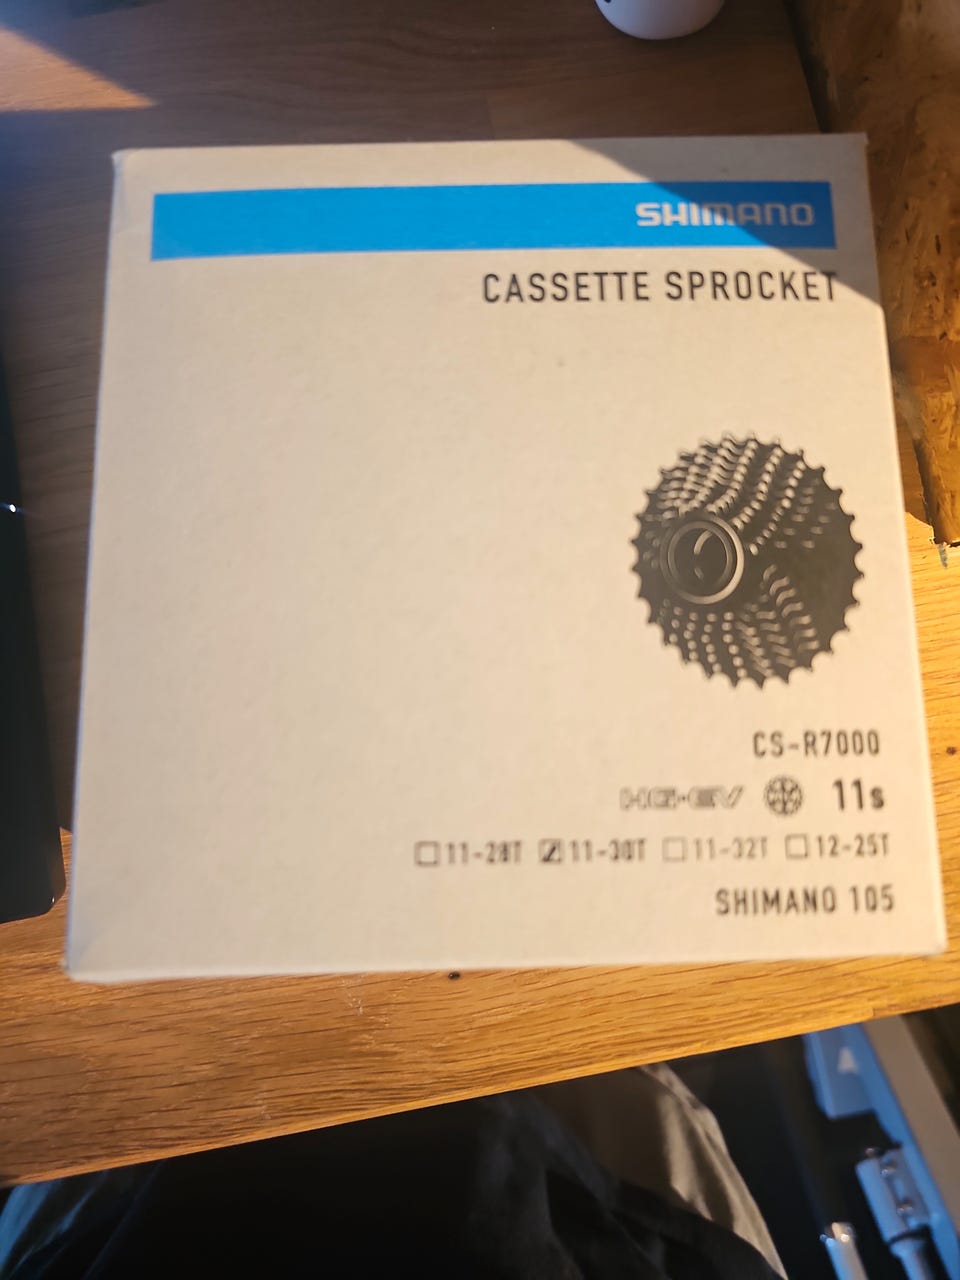 SHIMANO
CASSETTE SPROCKET
CS-R7000
HG-EV 11s
11-28T 11-30T 11-32T 12-25T
SHIMANO 105
A